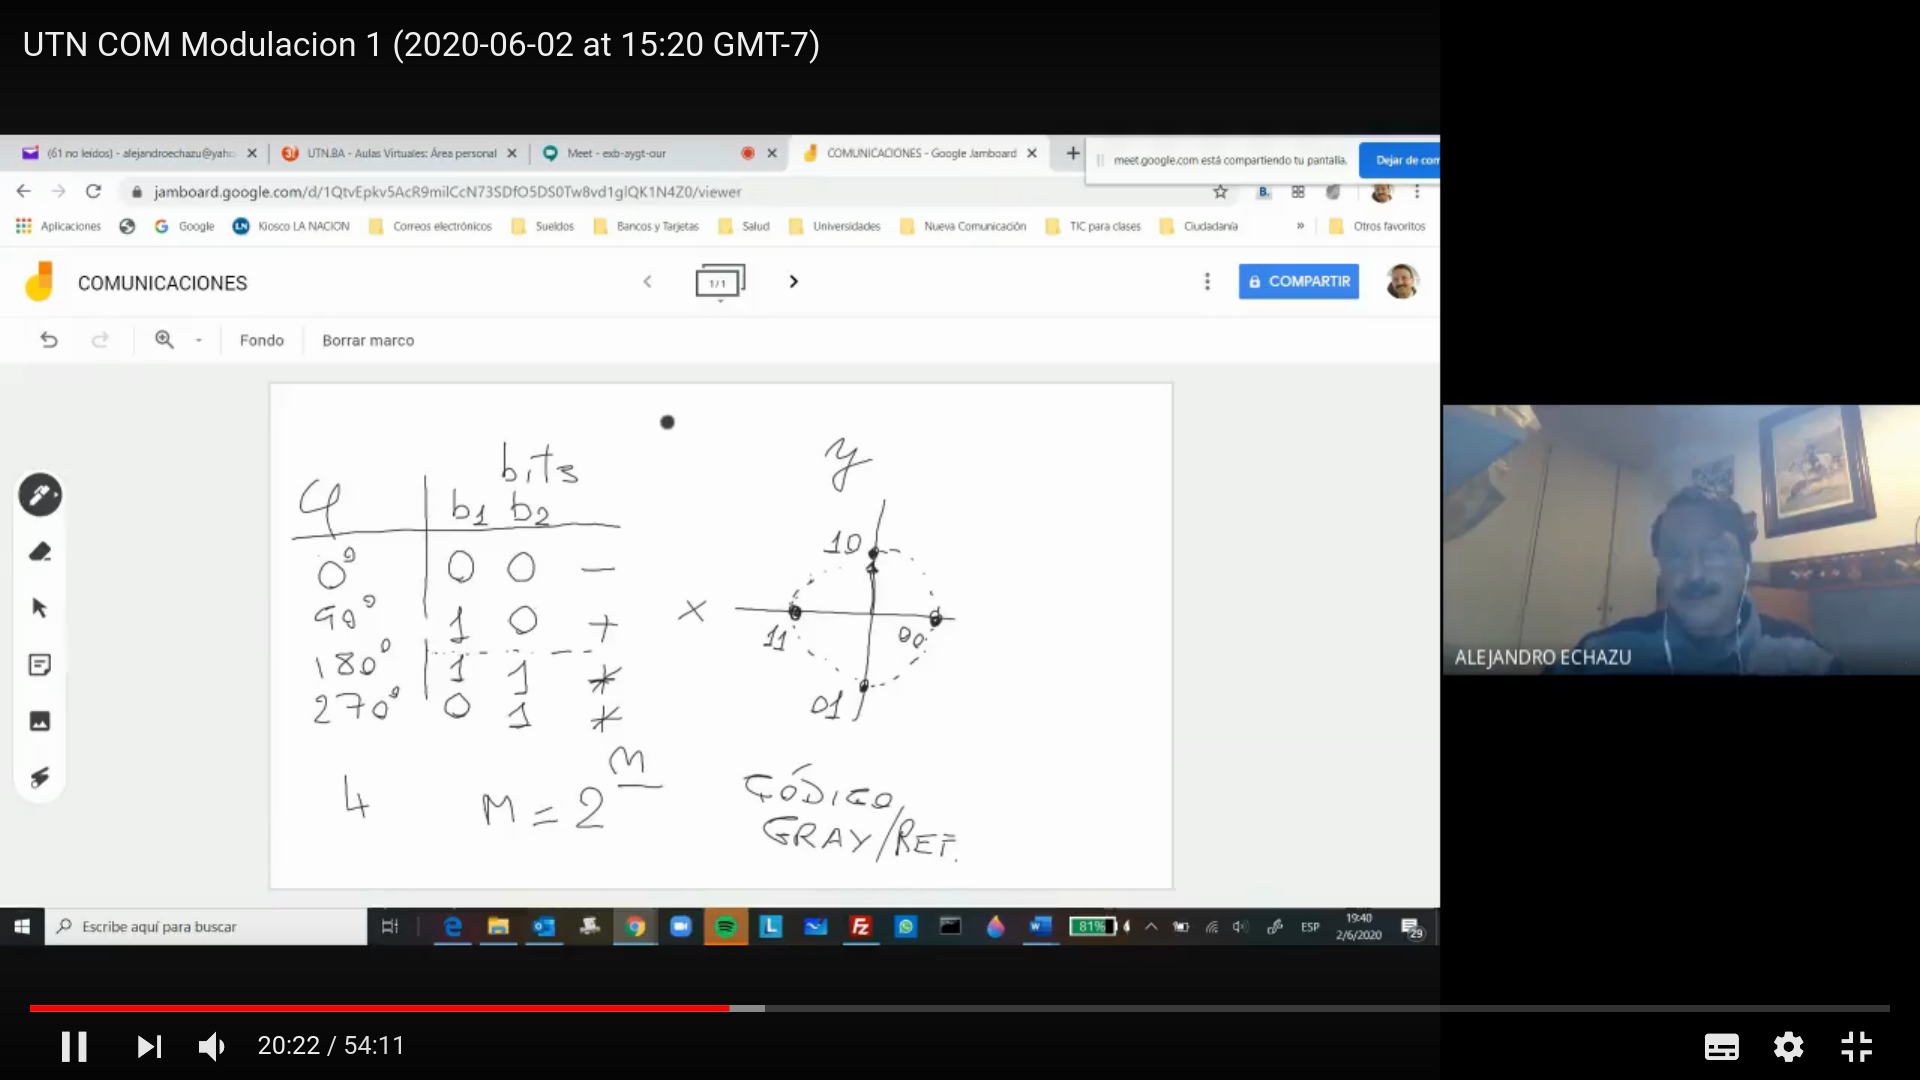 UTN COM Modulacion 1 (2020-06-02 at 15:20 GMT-7)
(61 no leídos) - alejandroechazu@yaho
UTN.BA - Aulas Virtuales: Área personal
Meet - exb-aygt-our
COMUNICACIONES - Google Jamboard
meet.google.com está compartiendo tu pantalla.
Dejar de com
jamboard.google.com/d/1QtvEpkv5AcR9milCcN73SDfO5DS0Tw8vd1glQK1N4Z0/viewer
Aplicaciones
Google
Kiosco LA NACION
Correos electrónicos
Sueldos
Bancos y Tarjetas
Salud
Universidades
Nueva Comunicación
TIC para clases
Ciudadanía
»
Otros favoritos
COMUNICACIONES
1/1
COMPARTIR
Fondo
Borrar marco
bits
φ b1 b2
0° 0 0 —
90° 1 0 +
180° 1 1 *
270° 0 1 *
4 M = 2^m
y
10
x
11
00
01
CÓDIGO
GRAY/REF.
ALEJANDRO ECHAZU
Escribe aquí para buscar
81%
ESP
19:40
2/6/2020
29
20:22 / 54:11